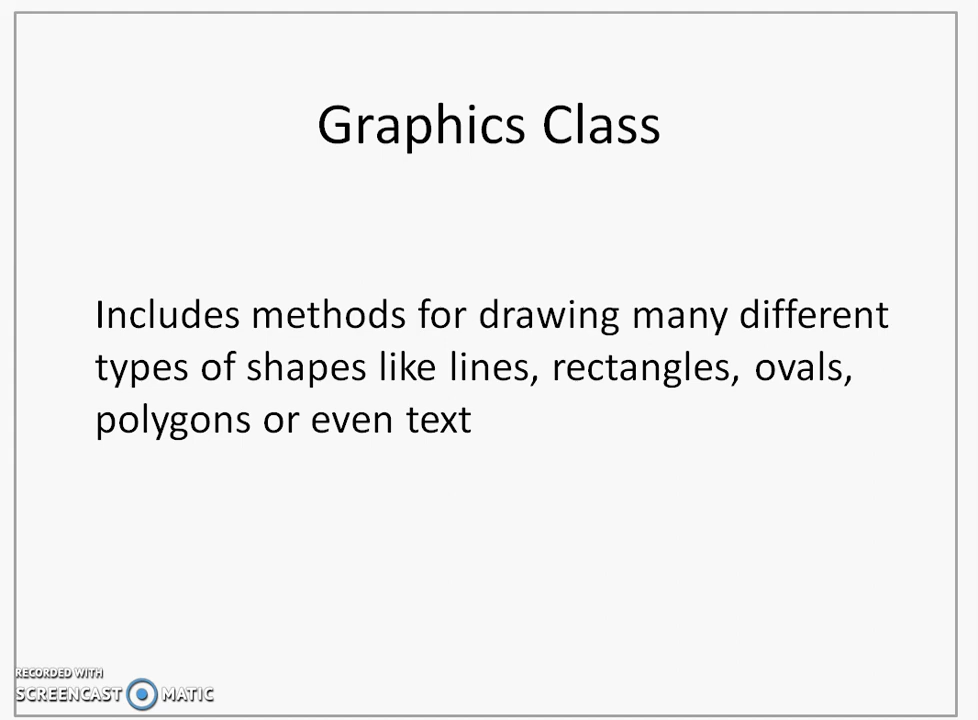 Graphics Class
Includes methods for drawing many different
types of shapes like lines, rectangles, ovals,
polygons or even text
RECORDED WITH
SCREENCAST MATIC